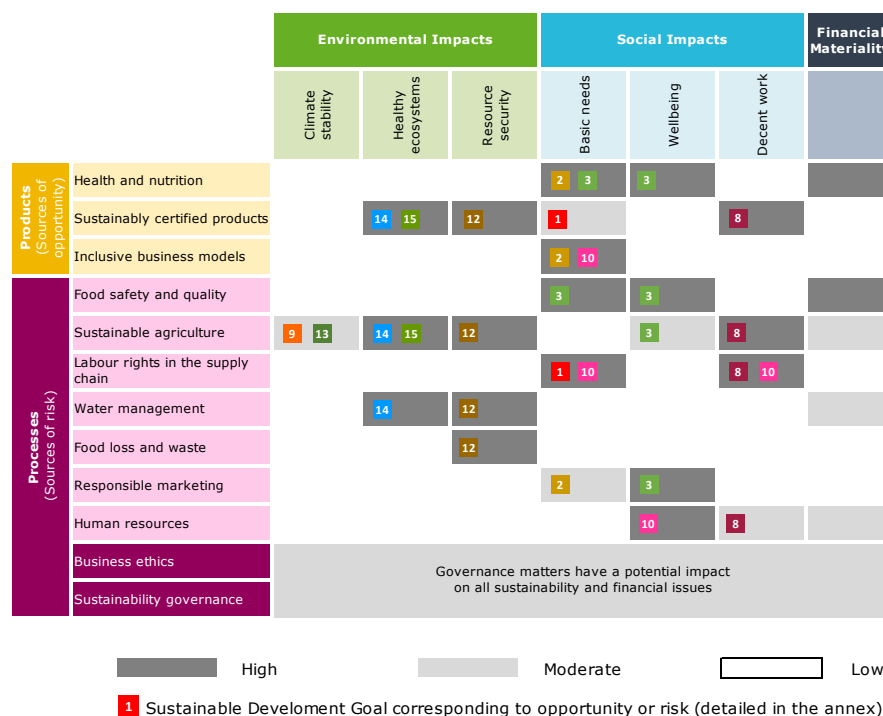 Environmental Impacts
Social Impacts
Financial
Materiality
Climate
stability
Healthy
ecosystems
Resource
security
Basic needs
Wellbeing
Decent work
Products
(Sources of
opportunity)
Health and nutrition
2 3 3
Sustainably certified products
14 15 12 1 8
Inclusive business models
2 10
Processes
(Sources of risk)
Food safety and quality
3 3
Sustainable agriculture
9 13 14 15 12 3 8
Labour rights in the supply
chain
1 10 8 10
Water management
14 12
Food loss and waste
12
Responsible marketing
2 3
Human resources
10 8
Business ethics
Sustainability governance
Governance matters have a potential impact
on all sustainability and financial issues
High Moderate Low
1 Sustainable Develoment Goal corresponding to opportunity or risk (detailed in the annex)